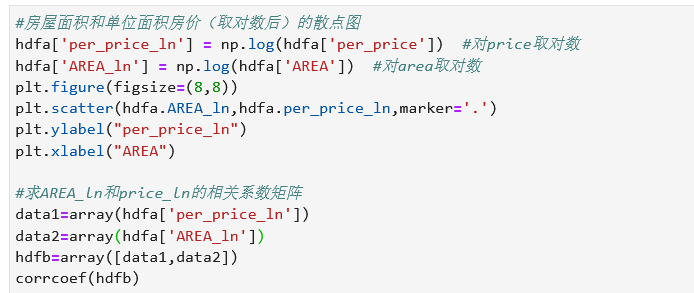 #房屋面积和单位面积房价（取对数后）的散点图
hdfa['per_price_ln'] = np.log(hdfa['per_price'])  #对price取对数
hdfa['AREA_ln'] = np.log(hdfa['AREA'])  #对area取对数
plt.figure(figsize=(8,8))
plt.scatter(hdfa.AREA_ln,hdfa.per_price_ln,marker='.')
plt.ylabel("per_price_ln")
plt.xlabel("AREA")
#求AREA_ln和price_ln的相关系数矩阵
data1=array(hdfa['per_price_ln'])
data2=array(hdfa['AREA_ln'])
hdfb=array([data1,data2])
corrcoef(hdfb)